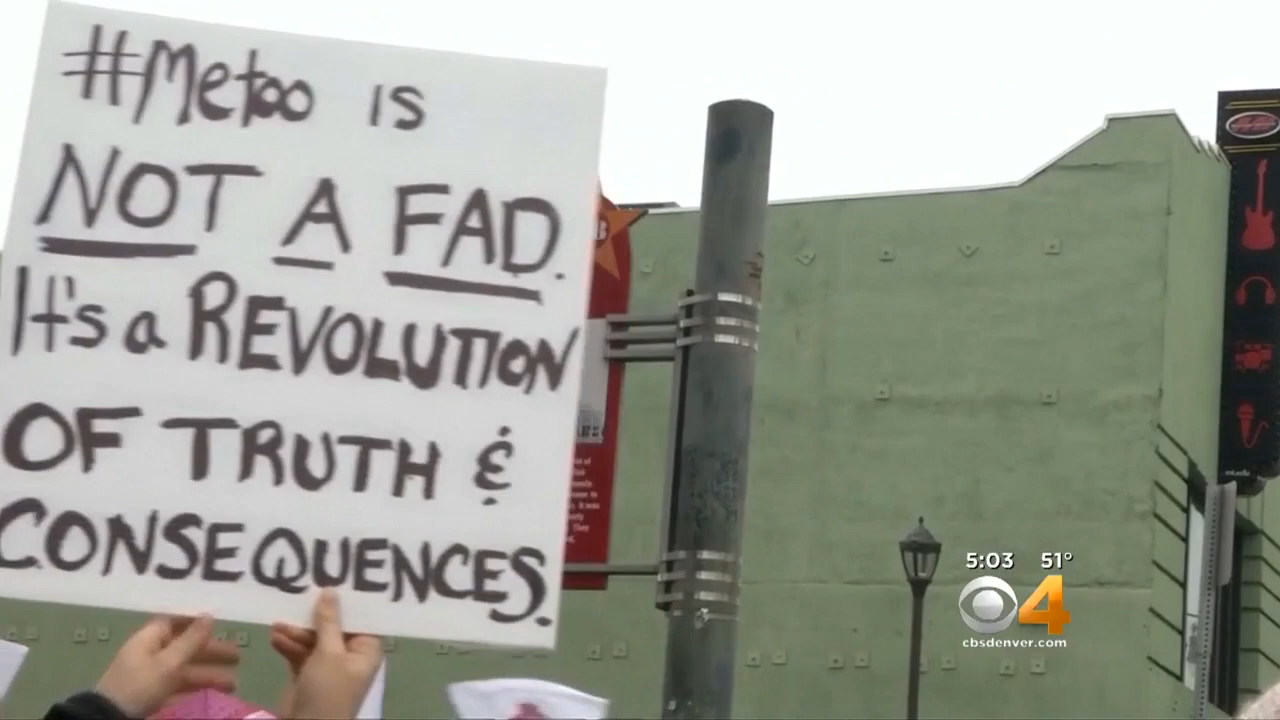 #Metoo IS
NOT A FAD.
It's a REVOLUTION
OF TRUTH &
CONSEQUENCES.
5:03 51°
4
cbsdenver.com